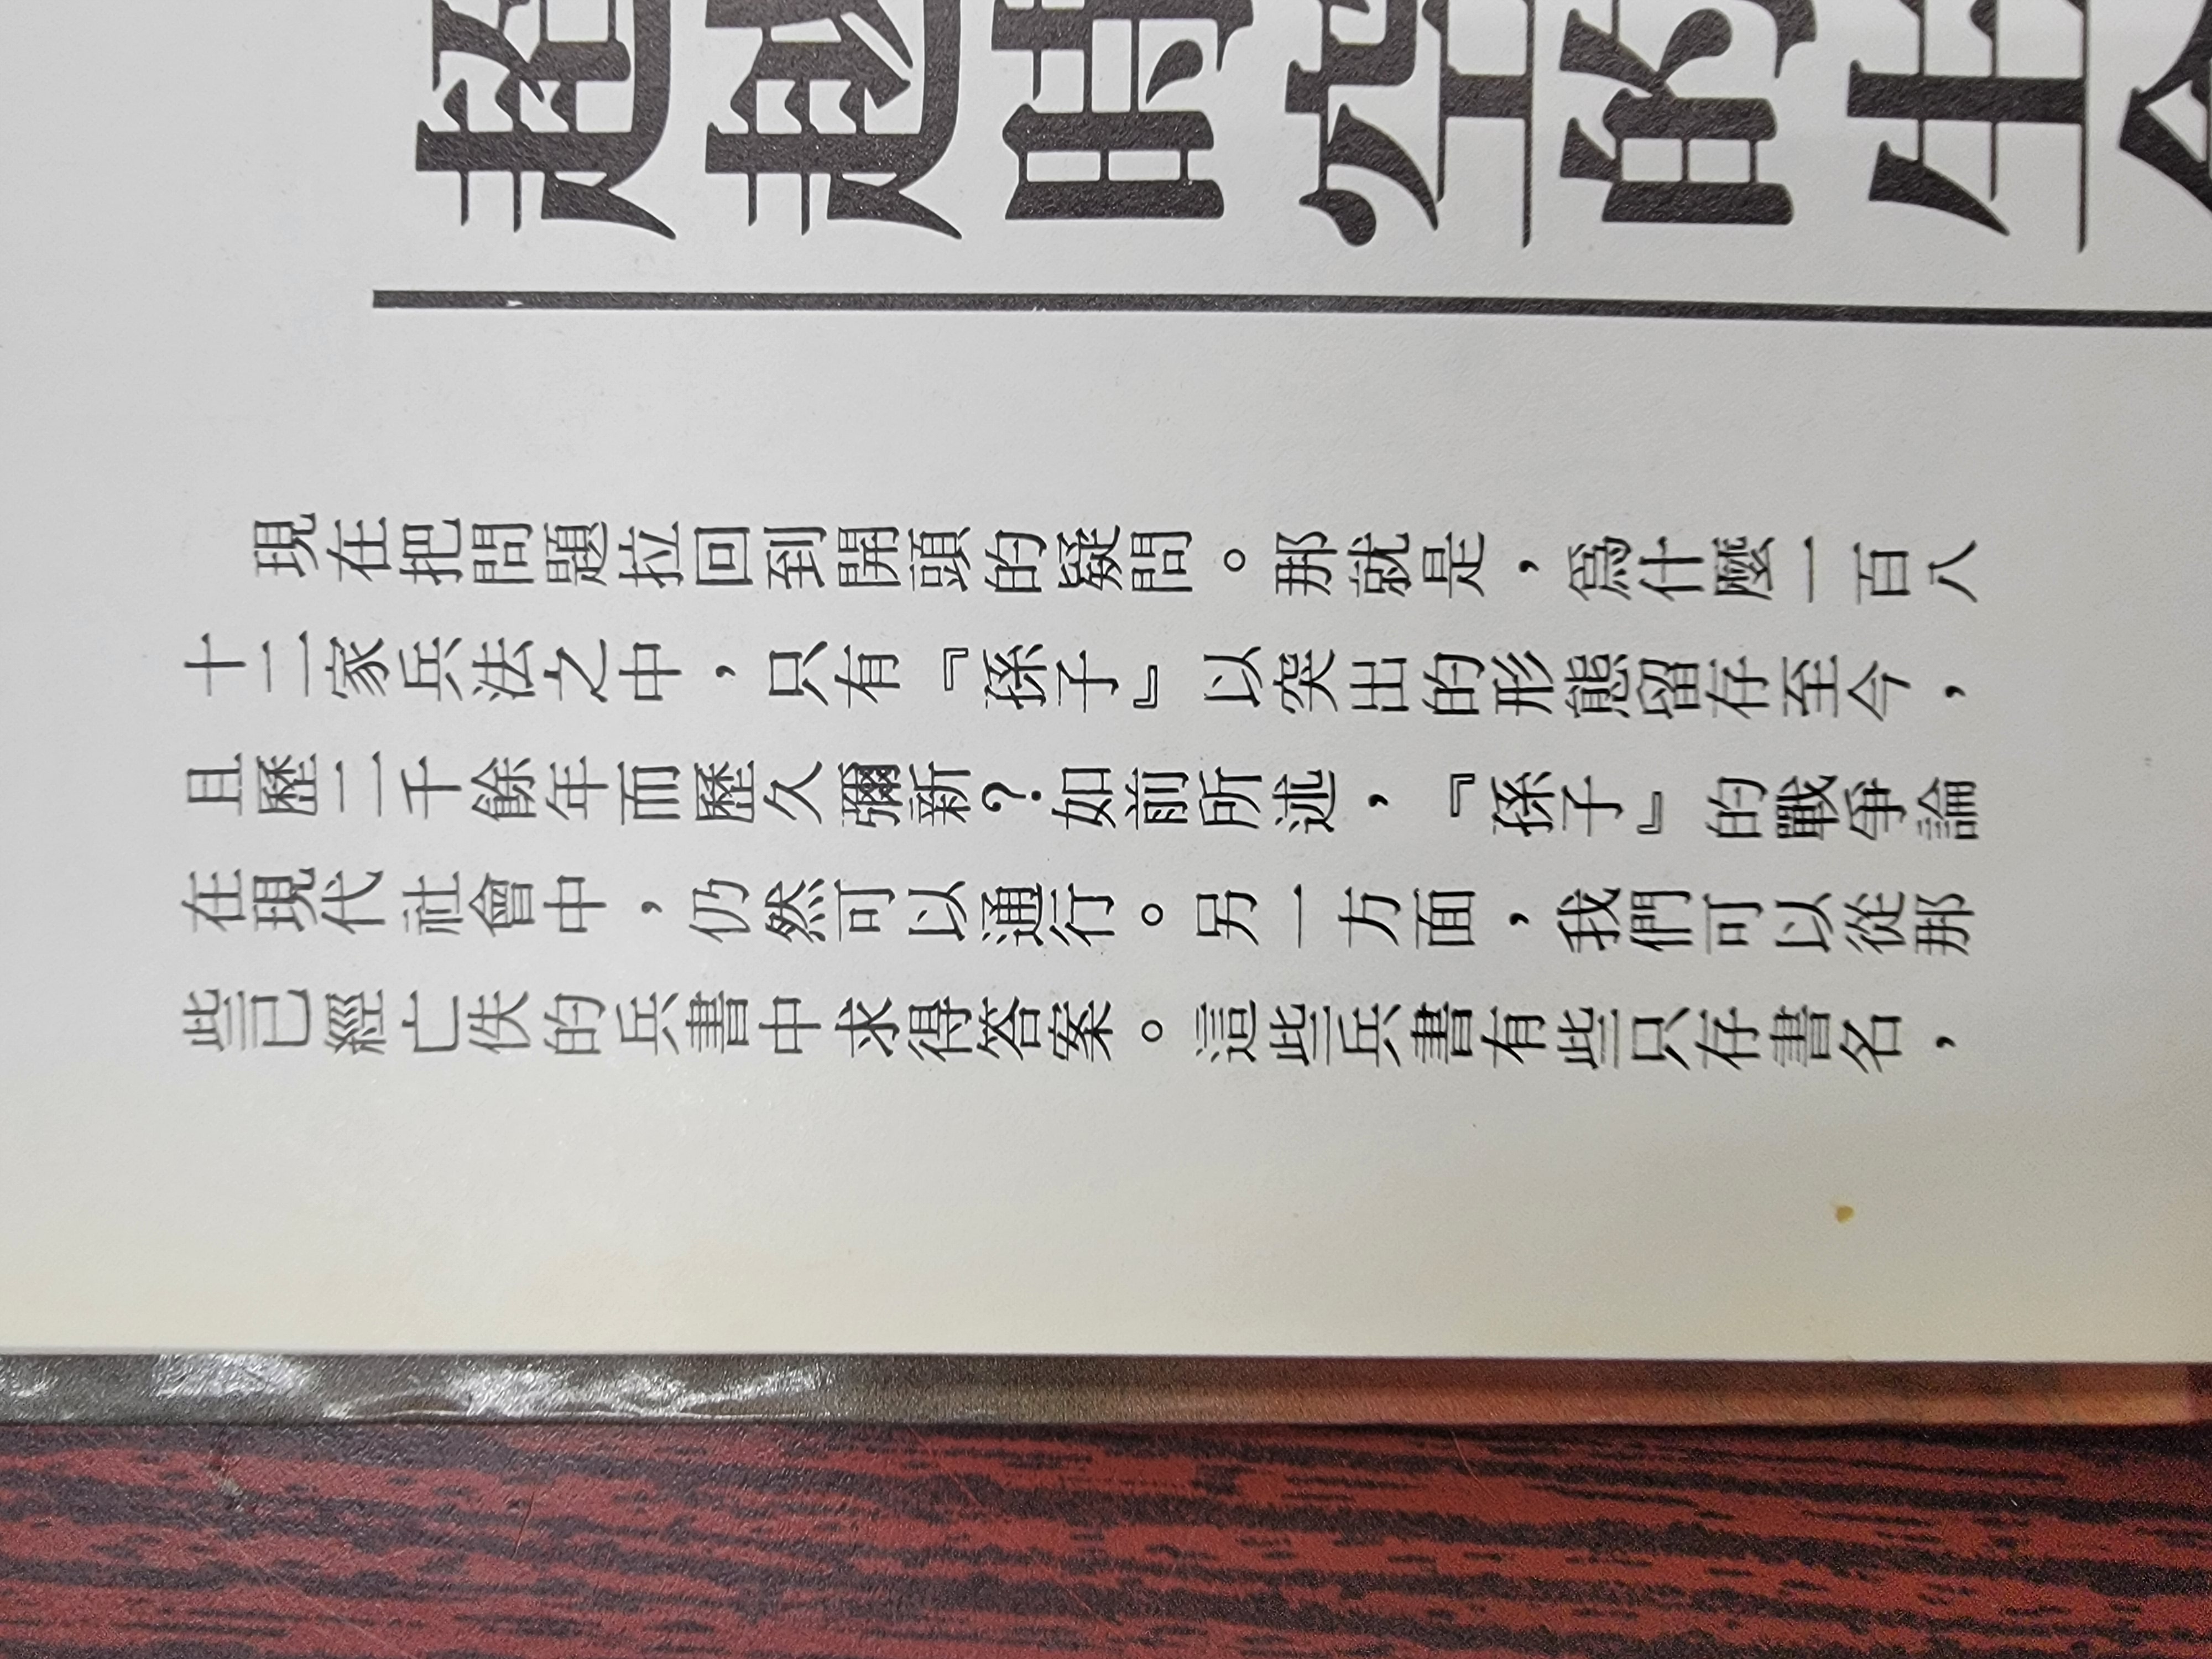 超越時空的生
現在把問題拉回到開頭的疑問。那就是，爲什麼一百八
十二家兵法之中，只有『孫子』以突出的形態留存至今，
且歷二千餘年而歷久彌新？如前所述，『孫子』的戰爭論
在現代社會中，仍然可以通行。另一方面，我們可以從那
些已經亡佚的兵書中求得答案。這些兵書有些只存書名，